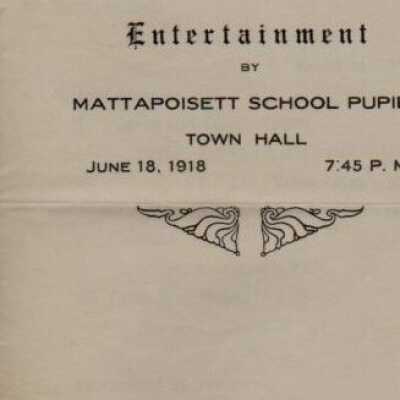 Entertainment
BY
MATTAPOISETT SCHOOL PUPI
TOWN HALL
JUNE 18, 1918 7:45 P. M